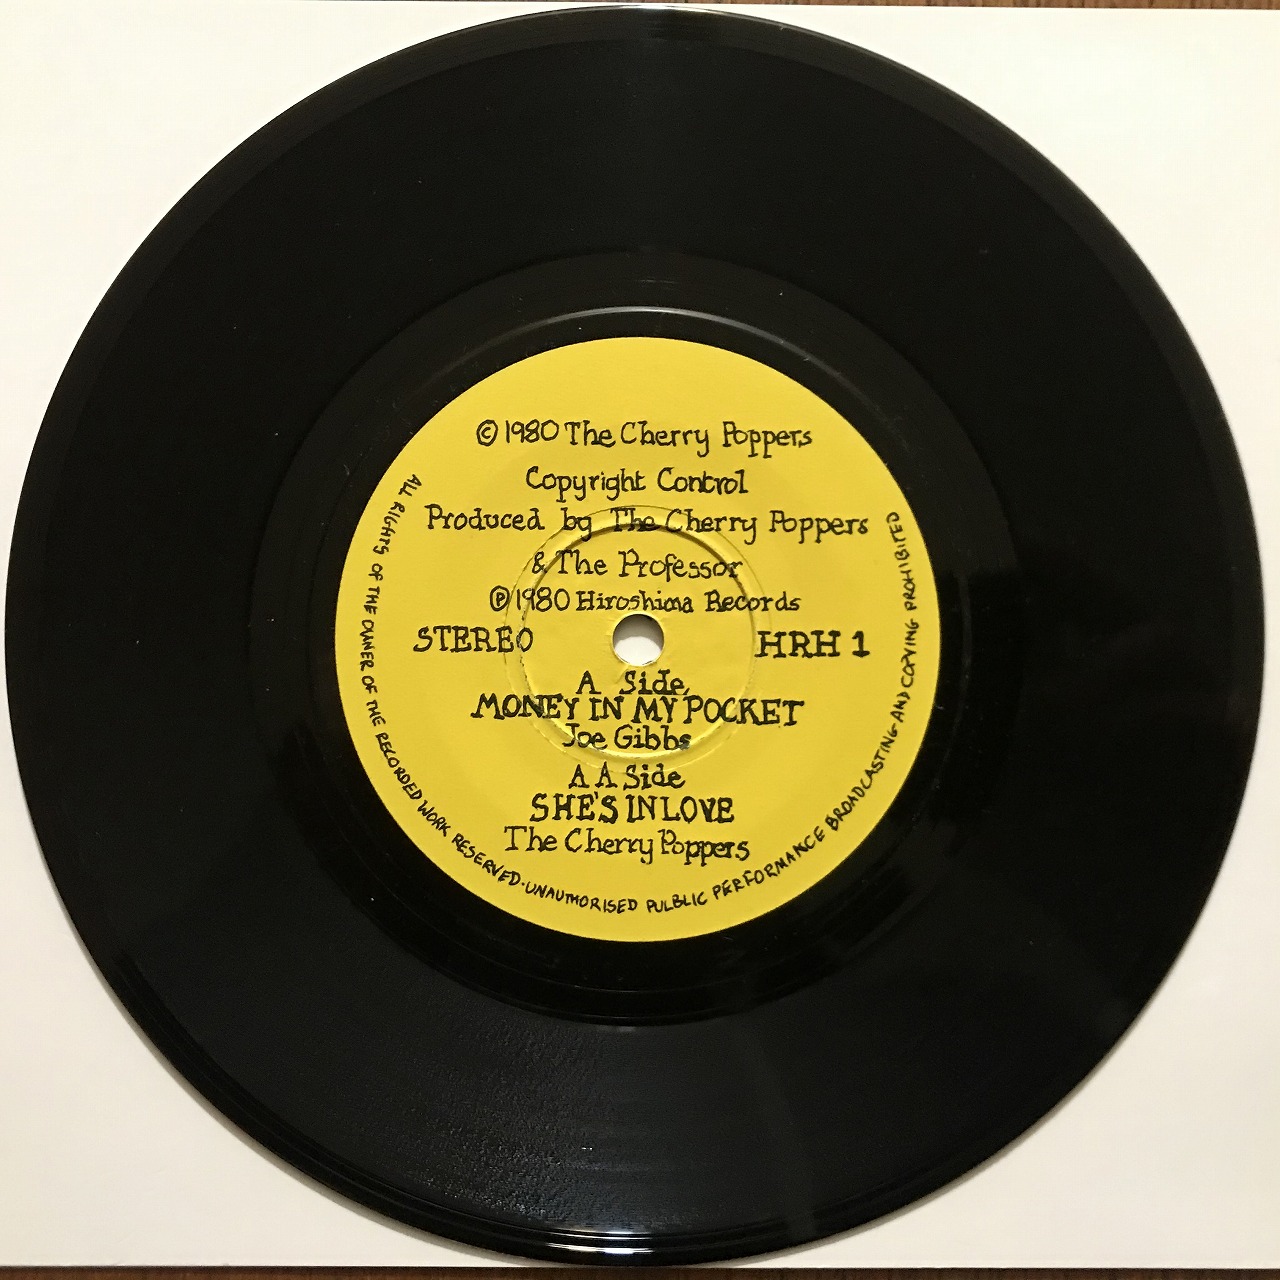 © 1980 The Cherry Poppers
Copyright Control
Produced by The Cherry Poppers
& The Professor
℗ 1980 Hiroshima Records
STEREO HRH 1
A Side
MONEY IN MY POCKET
Joe Gibbs
A A Side
SHE'S IN LOVE
The Cherry Poppers
ALL RIGHTS OF THE OWNER OF THE RECORDED WORK RESERVED·UNAUTHORISED PULBLIC PERFORMANCE BROADCASTING AND COPYING PROHIBITED